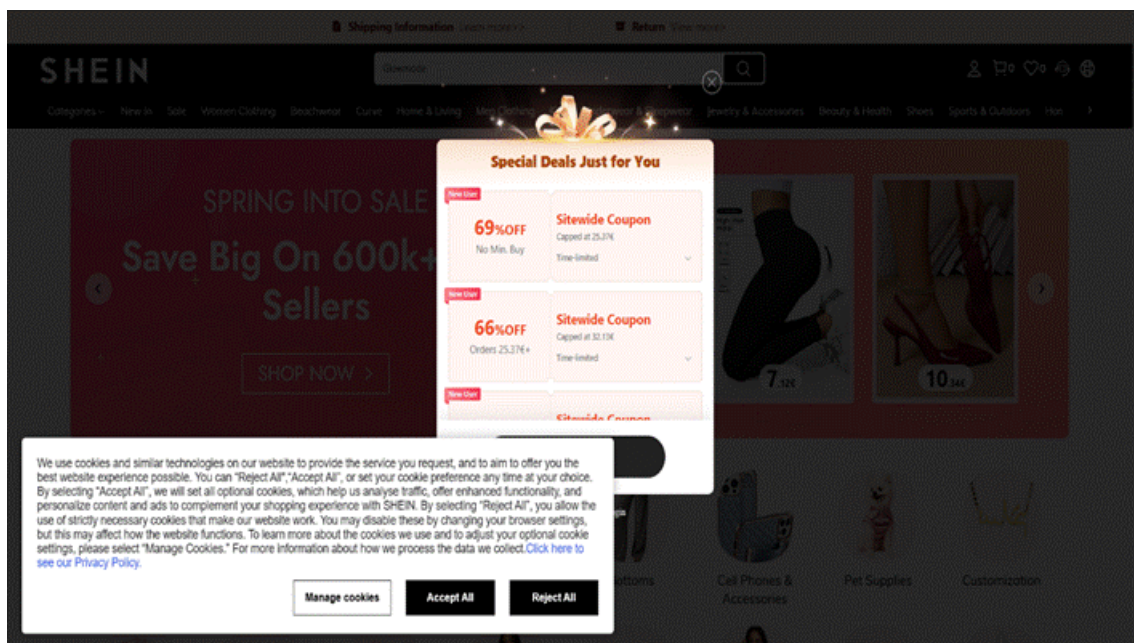 Shipping Information Learn more>>
Return View more>
SHEIN
Categories New In Sale Women Clothing Beachwear Curve Home & Living Men Clothing Jewelry & Accessories Beauty & Health Shoes Sports & Outdoors
Special Deals Just for You
New User
69%OFF
No Min. Buy
Sitewide Coupon
Capped at 25.37€
Time-limited
New User
66%OFF
Orders 25.37€+
Sitewide Coupon
Capped at 32.13€
Time-limited
New User
Sitewide Coupon
SPRING INTO SALE
Save Big On 600k+
Sellers
SHOP NOW >
7.12€
10.34€
We use cookies and similar technologies on our website to provide the service you request, and to aim to offer you the
best website experience possible. You can "Reject All","Accept All", or set your cookie preference any time at your choice.
By selecting "Accept All", we will set all optional cookies, which help us analyse traffic, offer enhanced functionality, and
personalize content and ads to complement your shopping experience with SHEIN. By selecting "Reject All", you allow the
use of strictly necessary cookies that make our website work. You may disable these by changing your browser settings,
but this may affect how the website functions. To learn more about the cookies we use and to adjust your optional cookie
settings, please select "Manage Cookies." For more information about how we process the data we collect.Click here to
see our Privacy Policy.
Manage cookies Accept All Reject All
Cell Phones &
Accessories
Pet Supplies
Customization